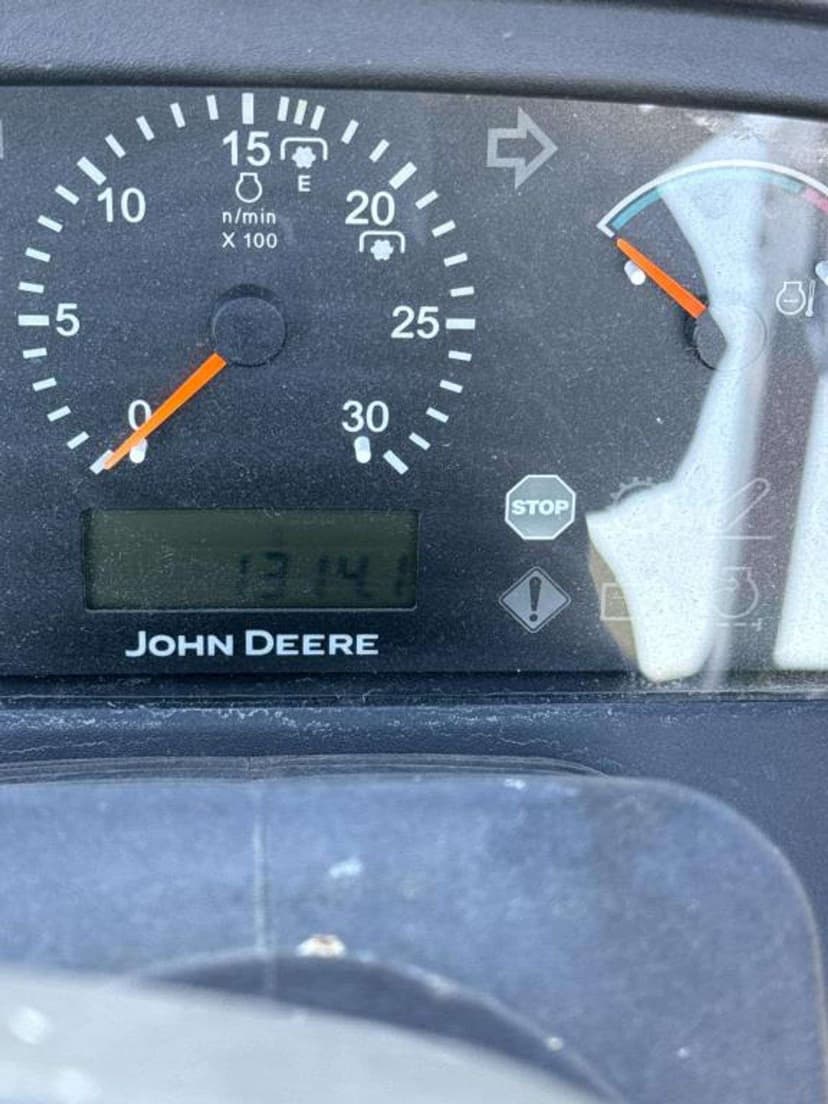 15
E
10
n/min
20
X 100
5
25
0
30
STOP
!
1314.1
JOHN DEERE